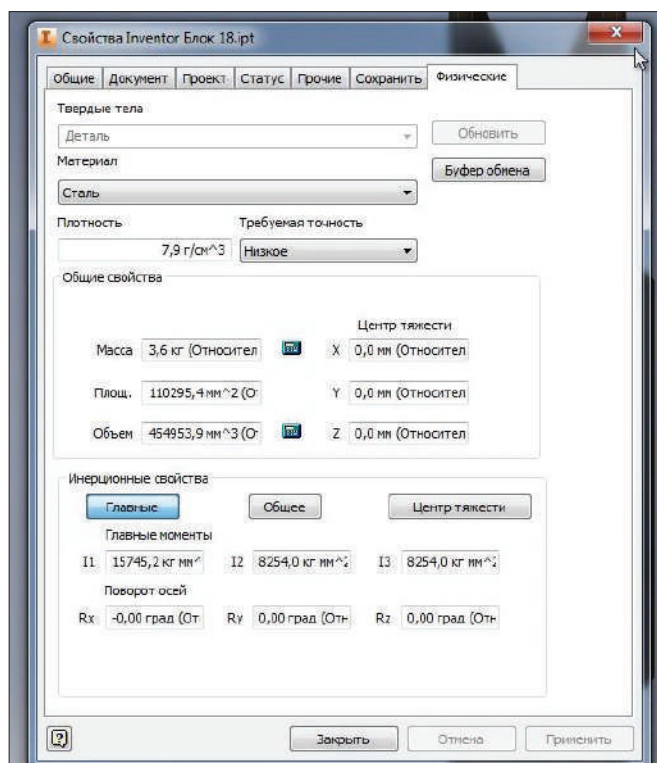 Свойства Inventor Блок 18.ipt
Общие Документ Проект Статус Прочие Сохранить Физические
Твердые тела
Деталь Обновить
Материал Буфер обмена
Сталь
Плотность Требуемая точность
7,9 г/см^3 Низкое
Общие свойства
Центр тяжести
Масса 3,6 кг (Относител X 0,0 мм (Относител
Площ. 110295,4 мм^2 (О Y 0,0 мм (Относител
Объем 454953,9 мм^3 (О Z 0,0 мм (Относител
Инерционные свойства
Главные Общее Центр тяжести
Главные моменты
I1 15745,2 кг мм^ I2 8254,0 кг мм^2 I3 8254,0 кг мм^2
Поворот осей
Rx -0,00 град (От Ry 0,00 град (Отн Rz 0,00 град (Отн
? Закрыть Отмена Применить